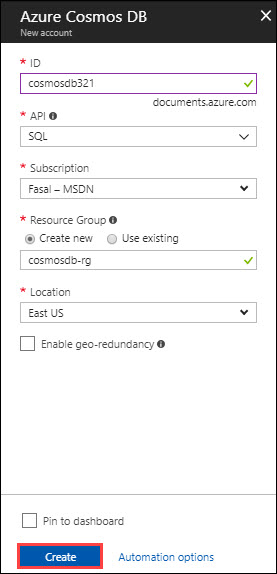 Azure Cosmos DB
New account
* ID
cosmosdb321
documents.azure.com
* API
SQL
* Subscription
Fasal – MSDN
* Resource Group
Create new Use existing
cosmosdb-rg
* Location
East US
Enable geo-redundancy
Pin to dashboard
Create Automation options